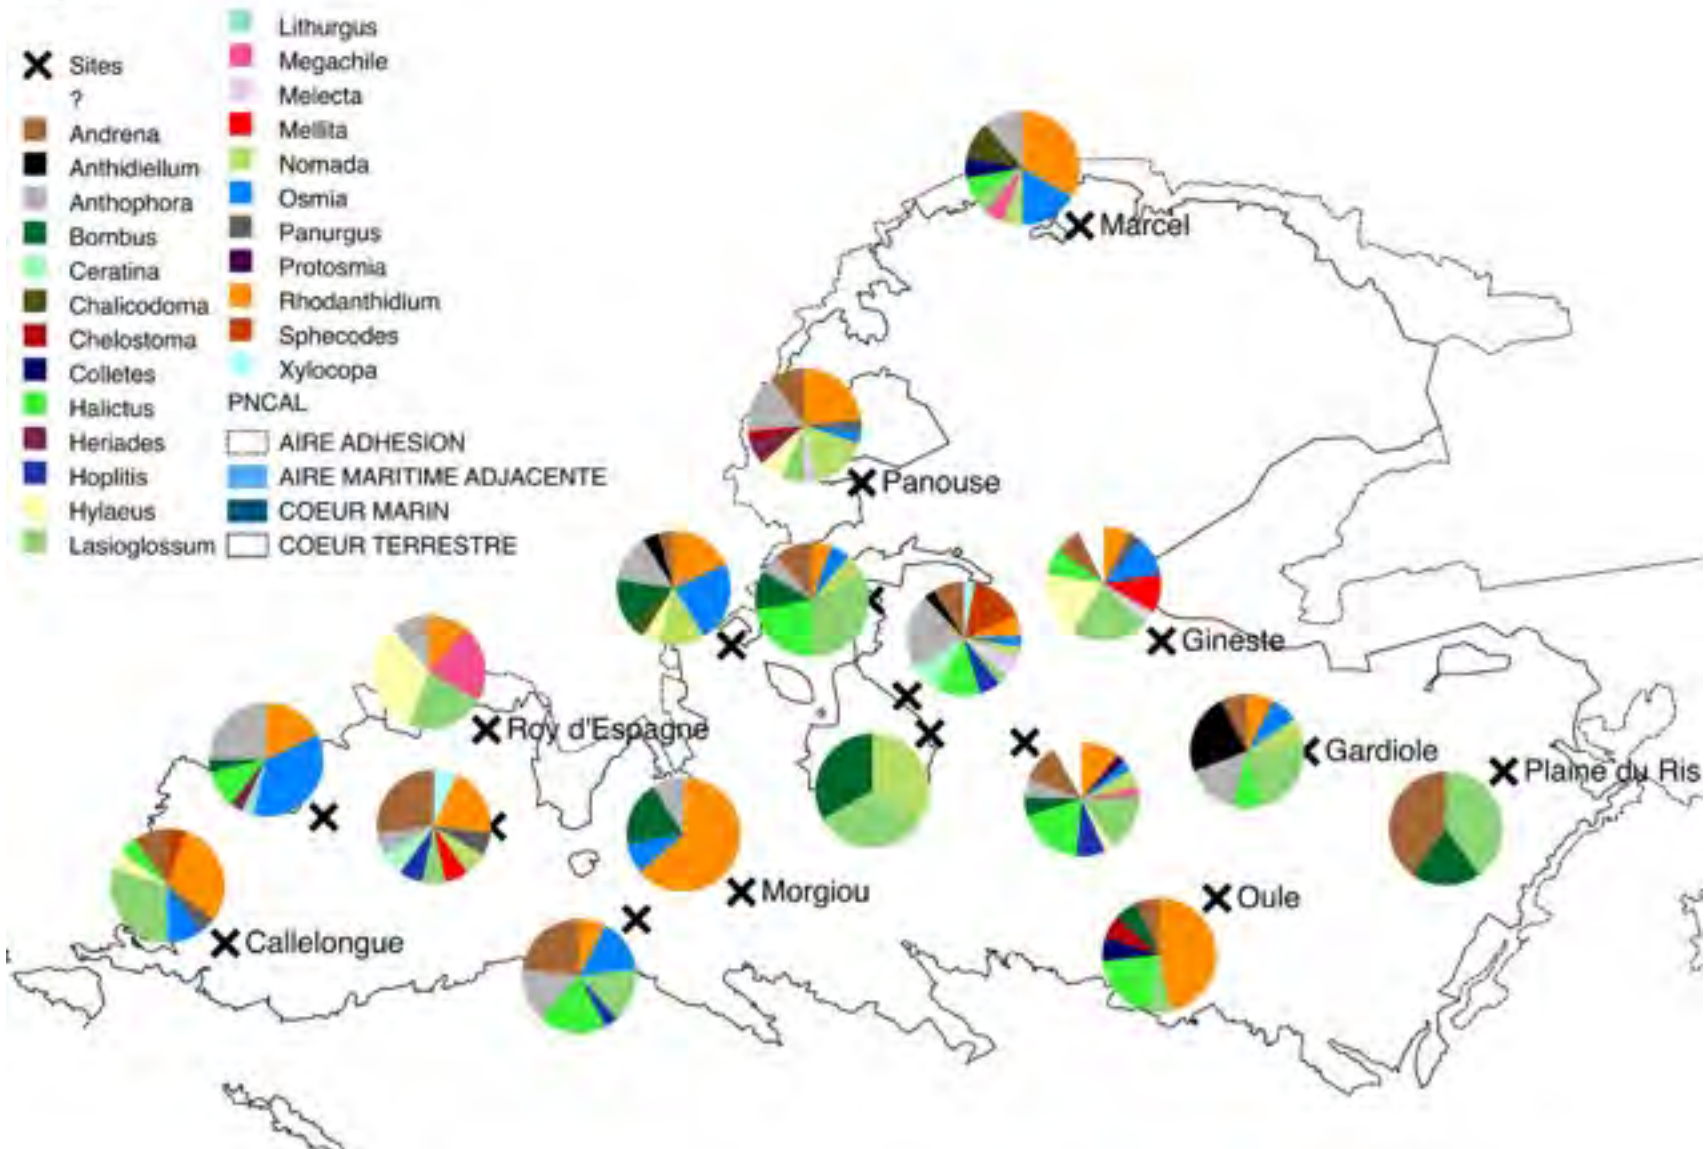 Sites
?
Andrena
Anthidiellum
Anthophora
Bombus
Ceratina
Chalicodoma
Chelostoma
Colletes
Halictus
Heriades
Hoplitis
Hylaeus
Lasioglossum
Lithurgus
Megachile
Melecta
Mellita
Nomada
Osmia
Panurgus
Protosmia
Rhodanthidium
Sphecodes
Xylocopa
PNCAL
AIRE ADHESION
AIRE MARITIME ADJACENTE
COEUR MARIN
COEUR TERRESTRE
Marcel
Panouse
Gineste
Roy d'Espagne
Gardiole
Plaine du Ris
Morgiou
Oule
Callelongue